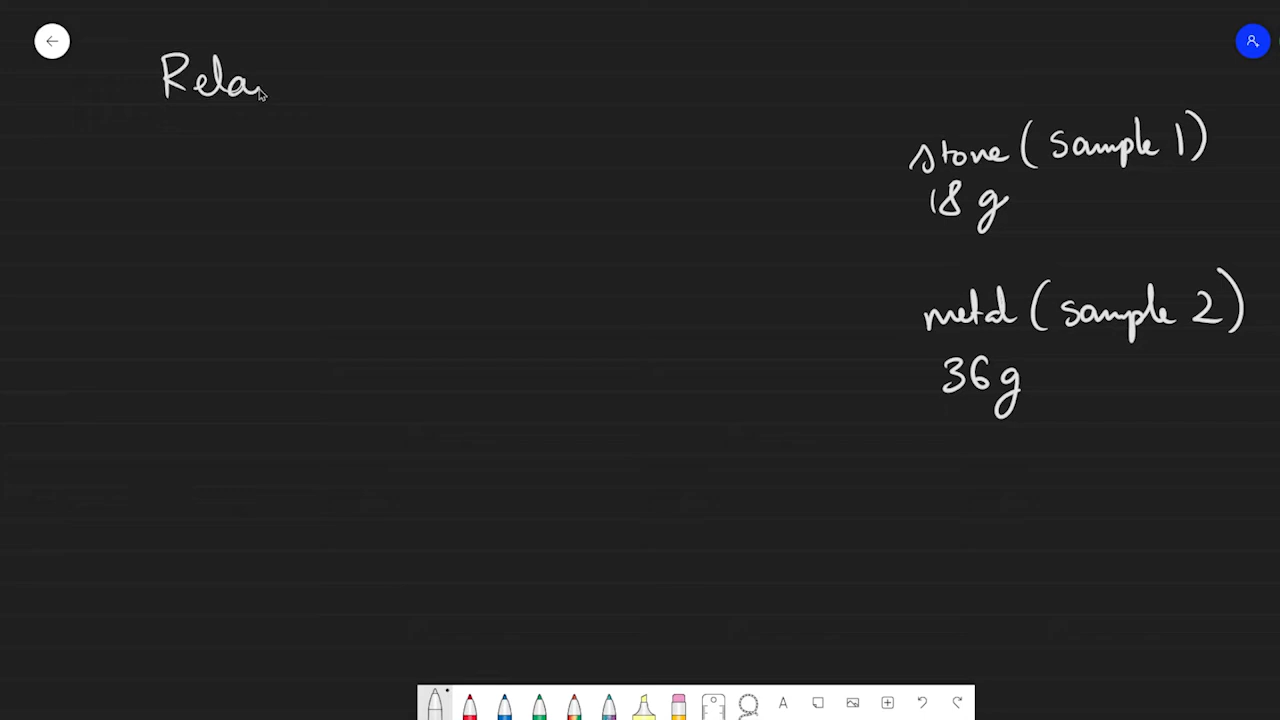 Rela
stone (sample 1)
18 g
metal (sample 2)
36 g
A